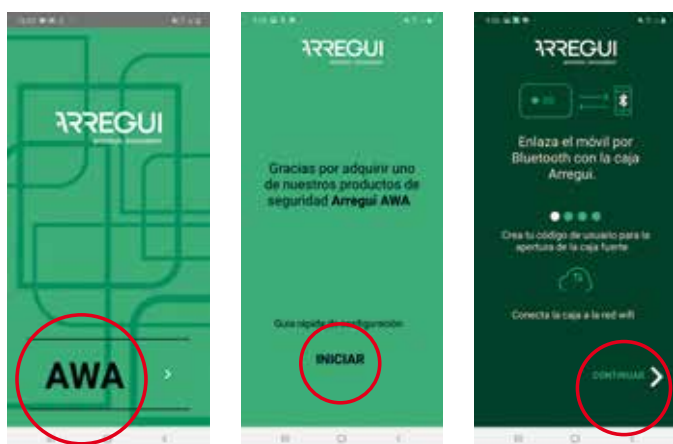 ARREGUI
AWA
ARREGUI
Gracias por adquirir uno
de nuestros productos de
seguridad Arregui AWA
Guía rápida de configuración
INICIAR
ARREGUI
Enlaza el móvil por
Bluetooth con la caja
Arregui.
Crea tu código de usuario para la
apertura de la caja fuerte
Conecta la caja a la red wifi
CONTINUAR